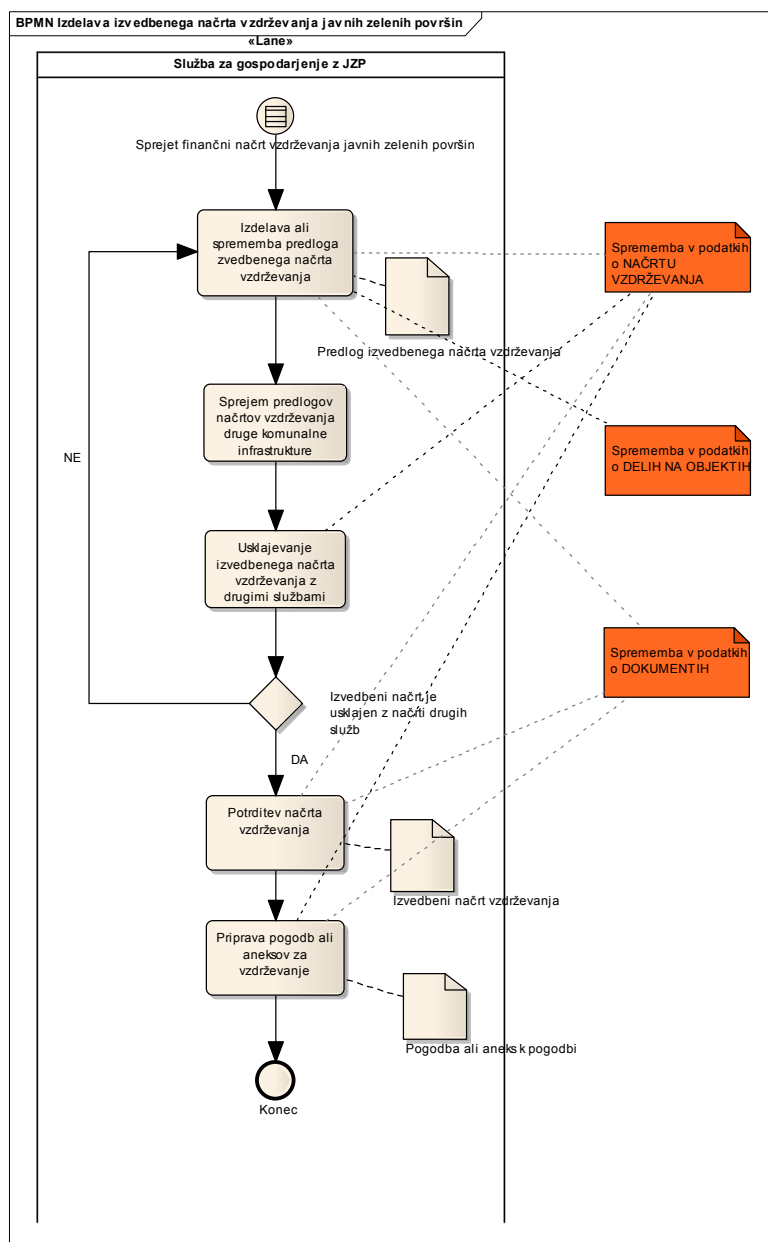 BPMN Izdelava izvedbenega načrta vzdrževanja javnih zelenih površin
«Lane»
Služba za gospodarjenje z JZP
Sprejet finančni načrt vzdrževanja javnih zelenih površin
Izdelava ali
sprememba predloga
zvedbenega načrta
vzdrževanja
Sprememba v podatkih
o NAČRTU
VZDRŽEVANJA
Predlog izvedbenega načrta vzdrževanja
Sprejem predlogov
načrtov vzdrževanja
druge komunalne
infrastrukture
NE
Sprememba v podatkih
o DELIH NA OBJEKTIH
Usklajevanje
izvedbenega načrta
vzdrževanja z
drugimi službami
Sprememba v podatkih
o DOKUMENTIH
Izvedbeni načrt je
usklajen z načrti drugih
služb
DA
Potrditev načrta
vzdrževanja
Izvedbeni načrt vzdrževanja
Priprava pogodb ali
aneksov za
vzdrževanje
Pogodba ali aneks k pogodbi
Konec